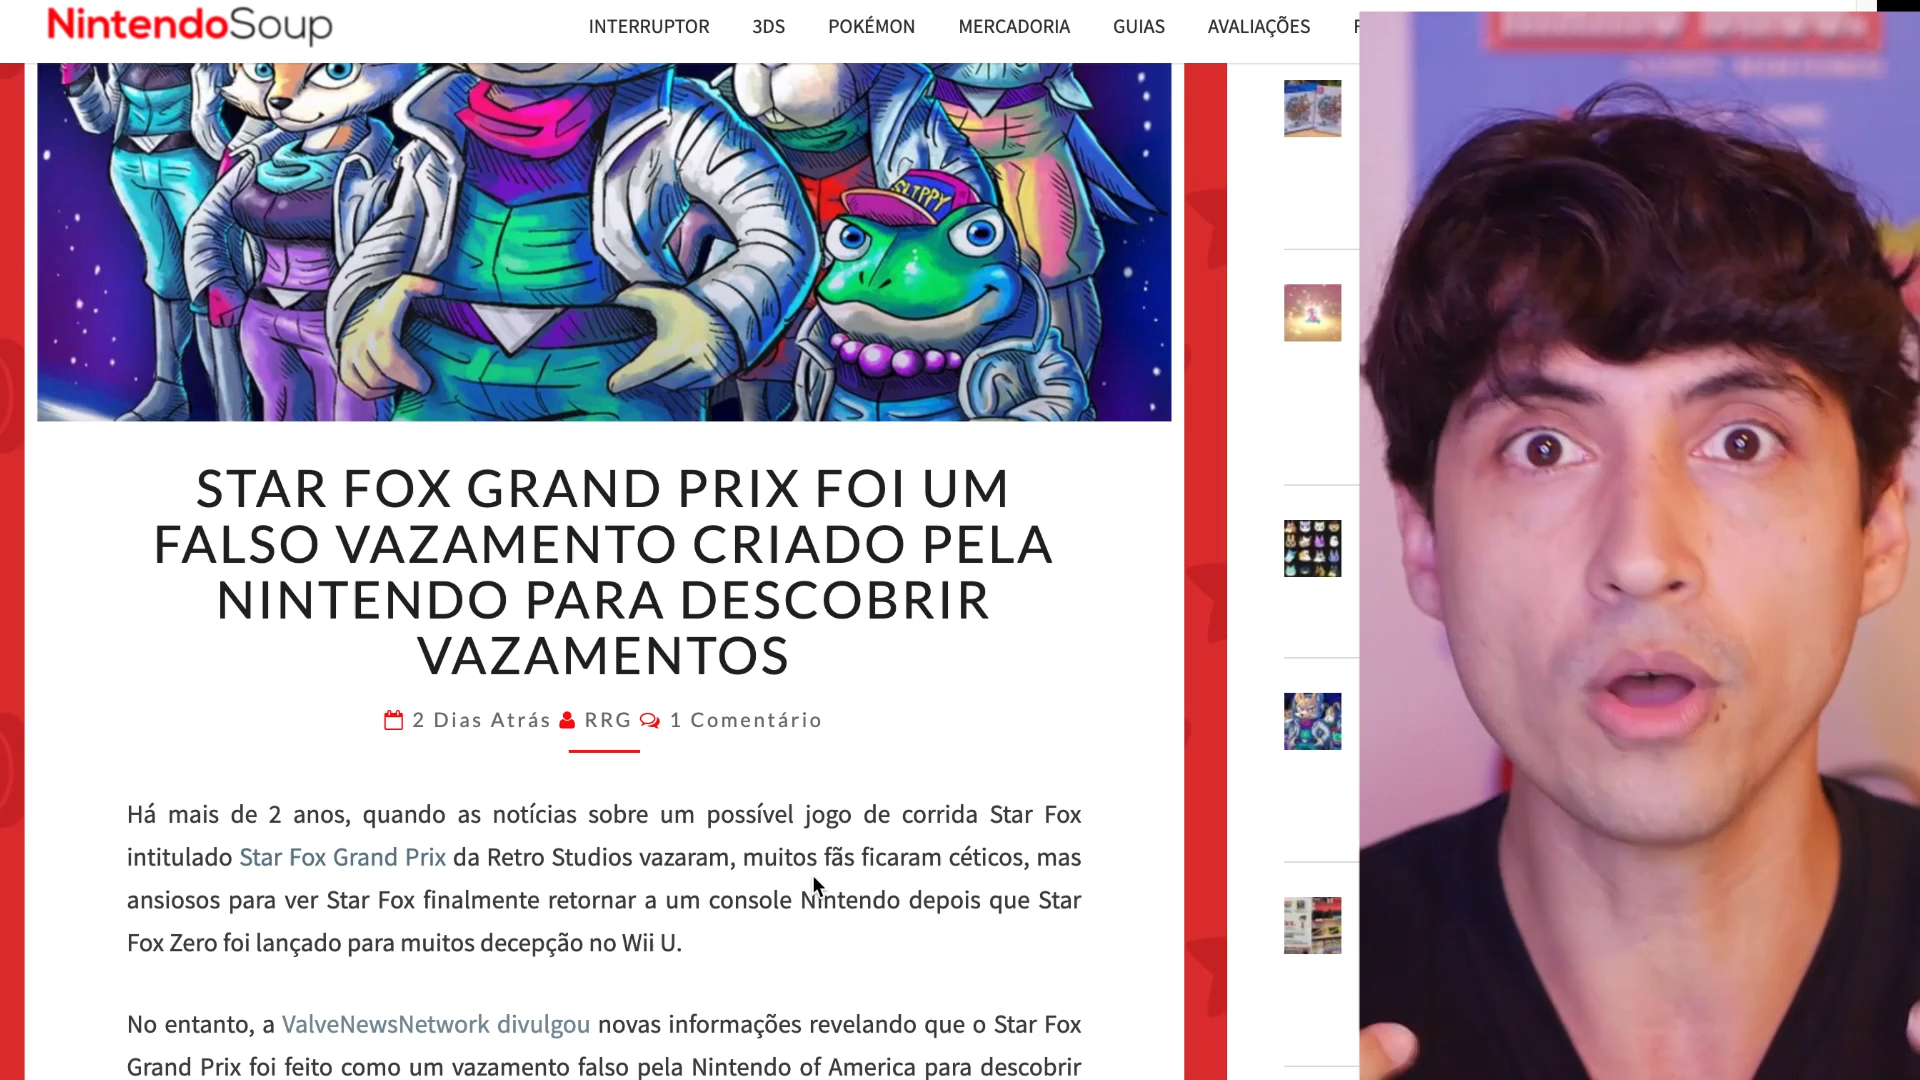 NintendoSoup
INTERRUPTOR 3DS POKÉMON MERCADORIA GUIAS AVALIAÇÕES
SLIPPY
STAR FOX GRAND PRIX FOI UM
FALSO VAZAMENTO CRIADO PELA
NINTENDO PARA DESCOBRIR
VAZAMENTOS
2 Dias Atrás RRG 1 Comentário
Há mais de 2 anos, quando as notícias sobre um possível jogo de corrida Star Fox
intitulado Star Fox Grand Prix da Retro Studios vazaram, muitos fãs ficaram céticos, mas
ansiosos para ver Star Fox finalmente retornar a um console Nintendo depois que Star
Fox Zero foi lançado para muitos decepção no Wii U.
No entanto, a ValveNewsNetwork divulgou novas informações revelando que o Star Fox
Grand Prix foi feito como um vazamento falso pela Nintendo of America para descobrir